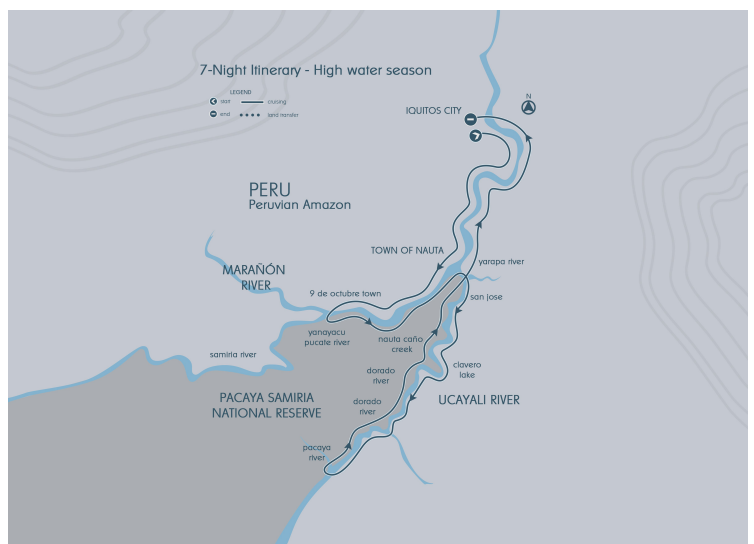 7-Night Itinerary - High water season
LEGEND
start
cruising
end
land transfer
N
IQUITOS CITY
PERU
Peruvian Amazon
TOWN OF NAUTA
yarapa river
MARAÑÓN
RIVER
9 de octubre town
san jose
yanayacu
pucate river
nauta caño
creek
samiria river
clavero
lake
dorado
river
PACAYA SAMIRIA
NATIONAL RESERVE
dorado
river
UCAYALI RIVER
pacaya
river